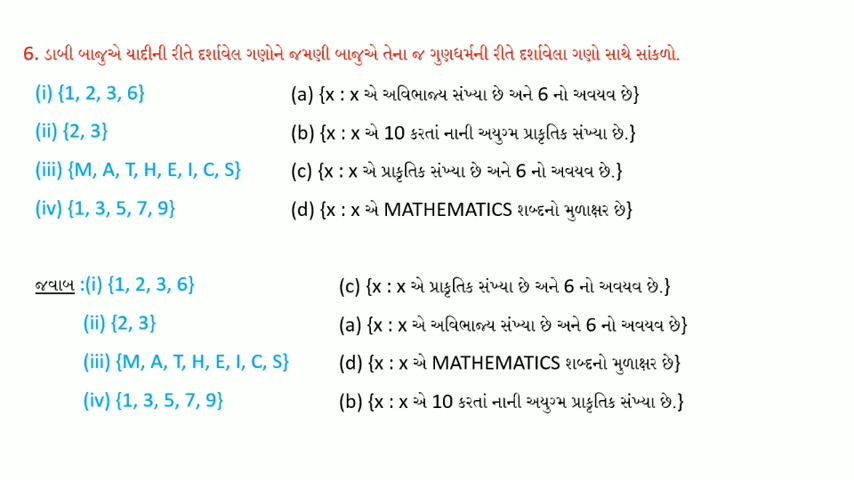 6. ડાબી બાજુએ યાદીની રીતે દર્શાવેલ ગણોને જમણી બાજુએ તેના જ ગુણધર્મની રીતે દર્શાવેલા ગણો સાથે સાંકળો.
(i) {1, 2, 3, 6} (a) {x : x એ અવિભાજ્ય સંખ્યા છે અને 6 નો અવયવ છે}
(ii) {2, 3} (b) {x : x એ 10 કરતાં નાની અયુગ્મ પ્રાકૃતિક સંખ્યા છે.}
(iii) {M, A, T, H, E, I, C, S} (c) {x : x એ પ્રાકૃતિક સંખ્યા છે અને 6 નો અવયવ છે.}
(iv) {1, 3, 5, 7, 9} (d) {x : x એ MATHEMATICS શબ્દનો મુળાક્ષર છે}
જવાબ :(i) {1, 2, 3, 6} (c) {x : x એ પ્રાકૃતિક સંખ્યા છે અને 6 નો અવયવ છે.}
(ii) {2, 3} (a) {x : x એ અવિભાજ્ય સંખ્યા છે અને 6 નો અવયવ છે}
(iii) {M, A, T, H, E, I, C, S} (d) {x : x એ MATHEMATICS શબ્દનો મુળાક્ષર છે}
(iv) {1, 3, 5, 7, 9} (b) {x : x એ 10 કરતાં નાની અયુગ્મ પ્રાકૃતિક સંખ્યા છે.}